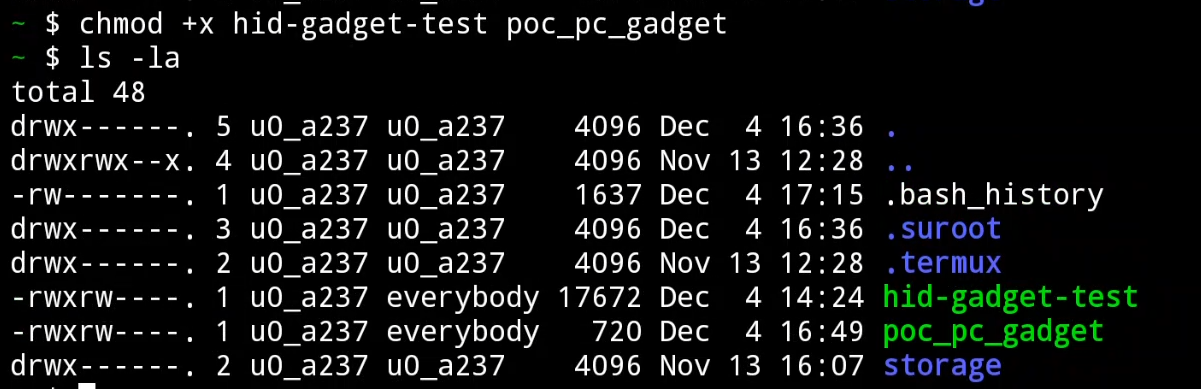 ~ $ chmod +x hid-gadget-test poc_pc_gadget
~ $ ls -la
total 48
drwx------. 5 u0_a237 u0_a237    4096 Dec  4 16:36 .
drwxrwx--x. 4 u0_a237 u0_a237    4096 Nov 13 12:28 ..
-rw-------. 1 u0_a237 u0_a237    1637 Dec  4 17:15 .bash_history
drwx------. 3 u0_a237 u0_a237    4096 Dec  4 16:36 .suroot
drwx------. 2 u0_a237 u0_a237    4096 Nov 13 12:28 .termux
-rwxrw----. 1 u0_a237 everybody 17672 Dec  4 14:24 hid-gadget-test
-rwxrw----. 1 u0_a237 everybody   720 Dec  4 16:49 poc_pc_gadget
drwx------. 2 u0_a237 u0_a237    4096 Nov 13 16:07 storage